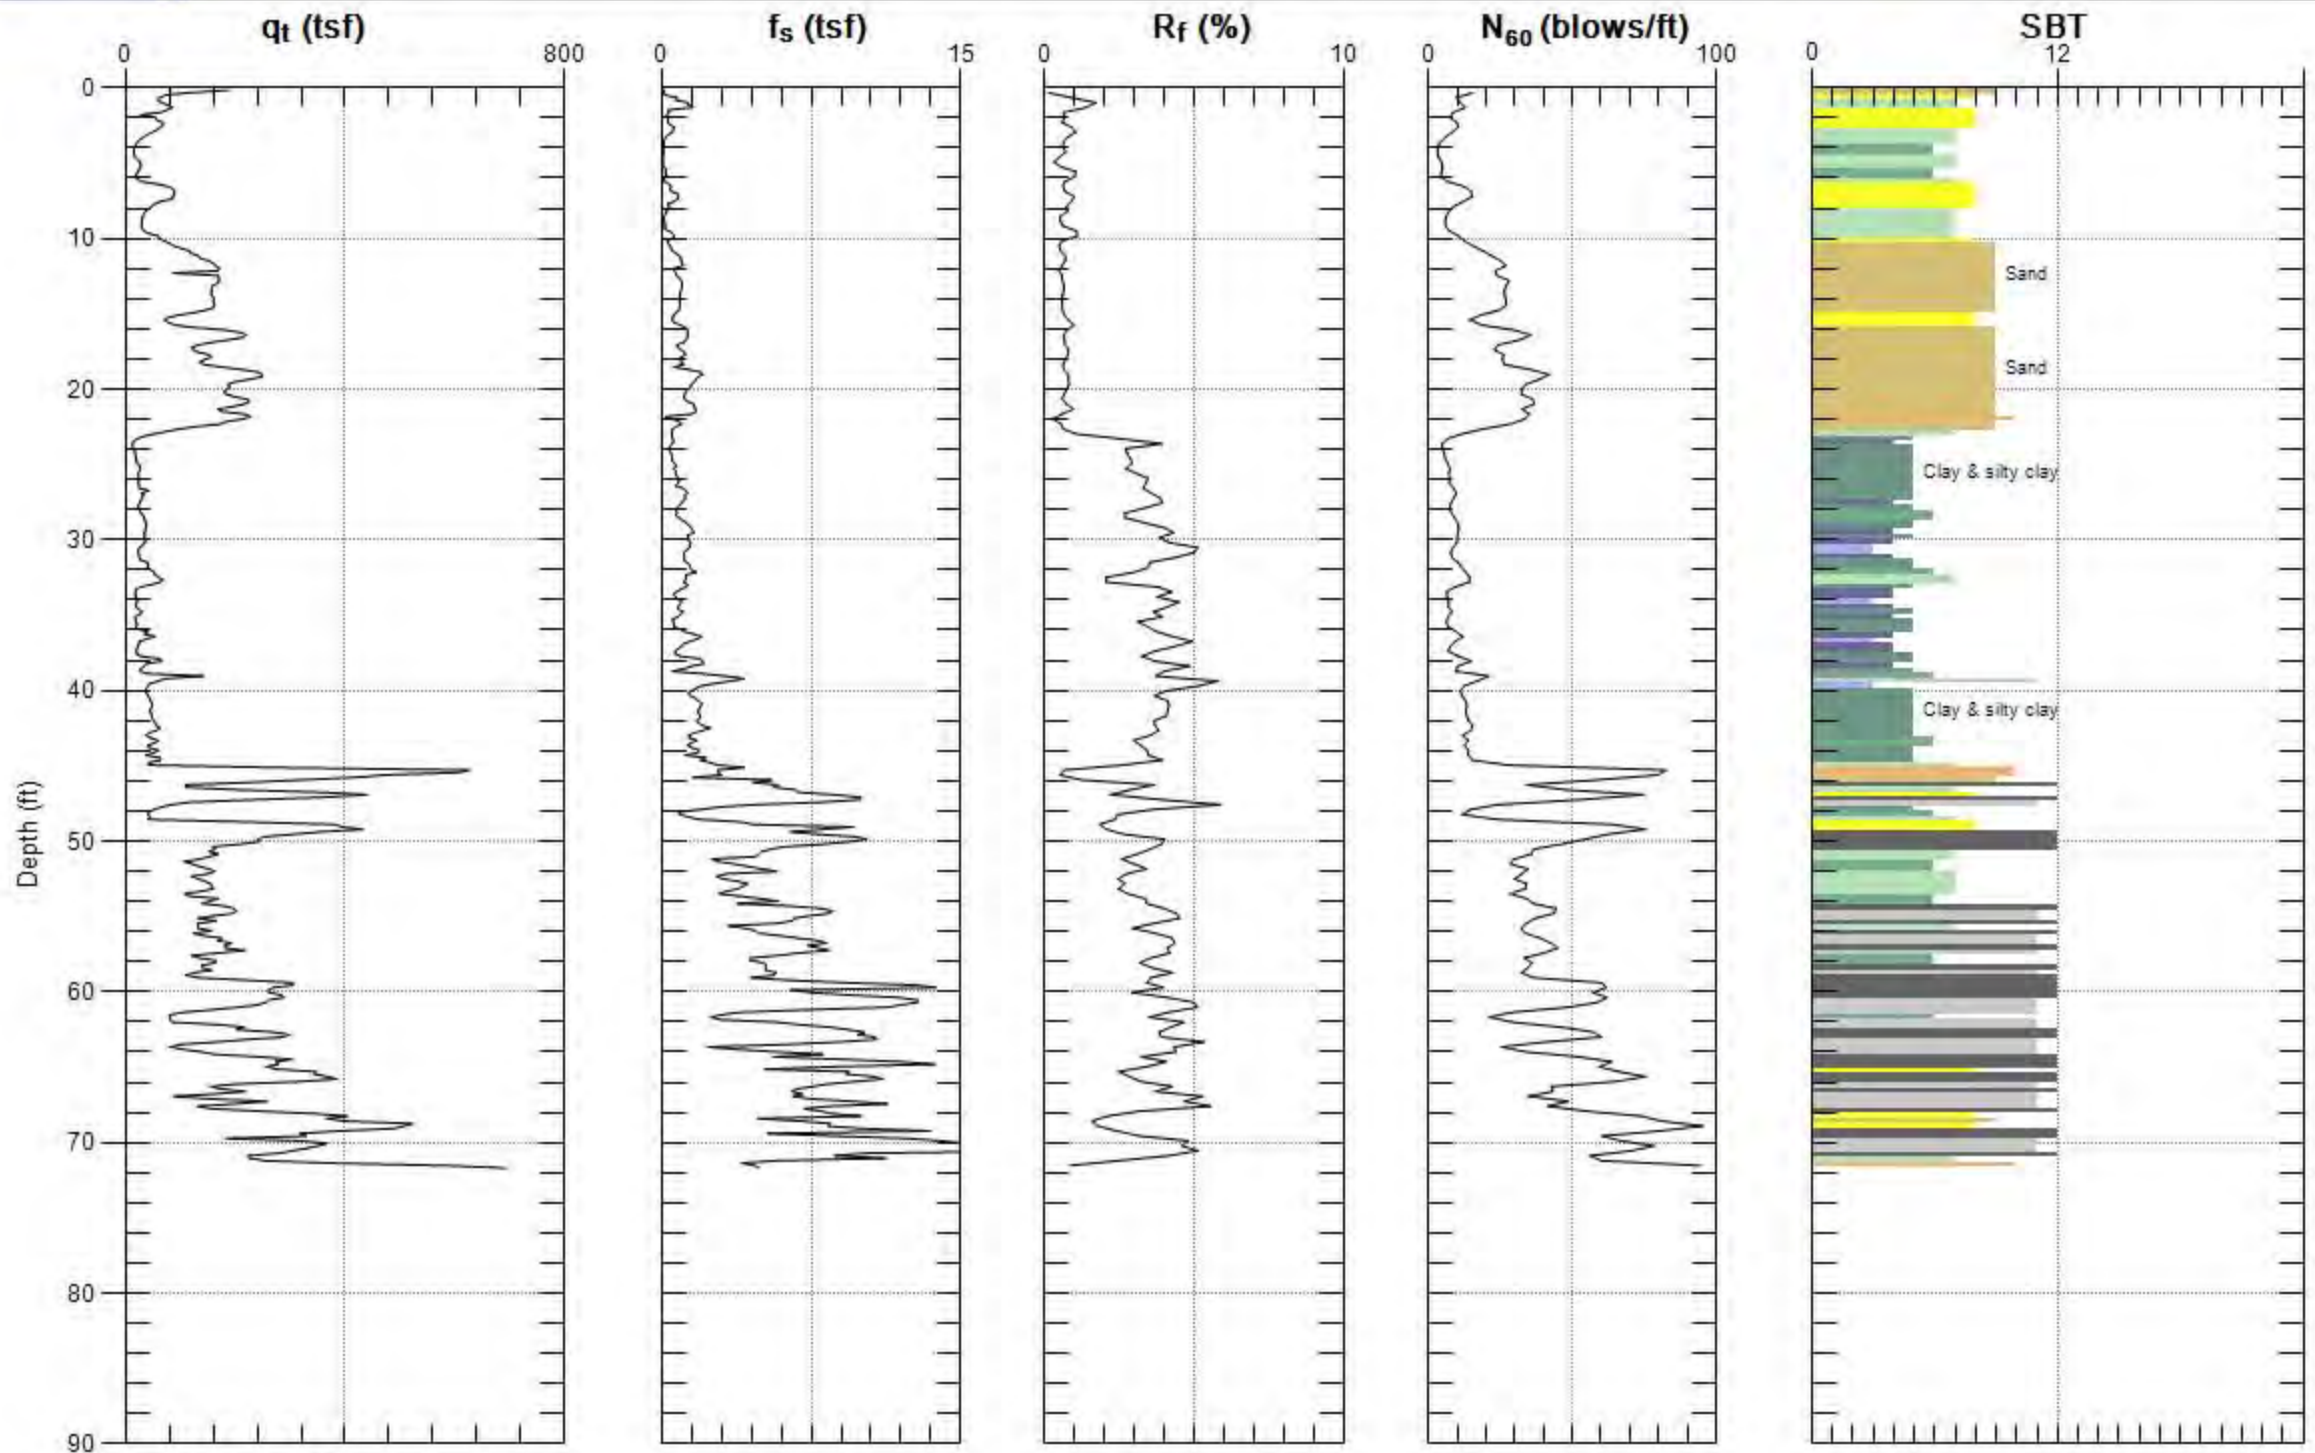 qt (tsf) fs (tsf) Rf (%) N60 (blows/ft) SBT
0 800 0 15 0 10 0 100 0 12
0
10
Sand
Sand
20
Clay & silty clay
30
40
Clay & silty clay
Depth (ft)
50
60
70
80
90